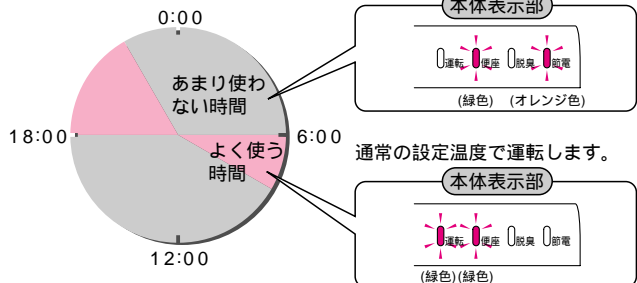 本体表示部
0:00
運転 便座 脱臭 節電
(緑色) (オレンジ色)
あまり使わ
ない時間
18:00
6:00
よく使う
時間
通常の設定温度で運転します。
本体表示部
運転 便座 脱臭 節電
12:00
(緑色)(緑色)